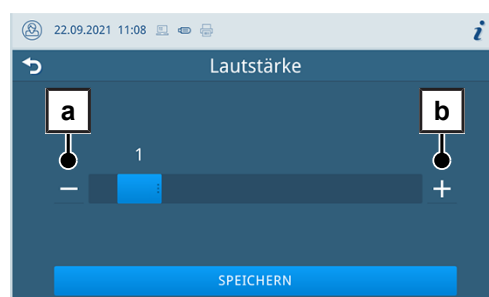 22.09.2021 11:08
i
Lautstärke
a
b
1
− +
SPEICHERN